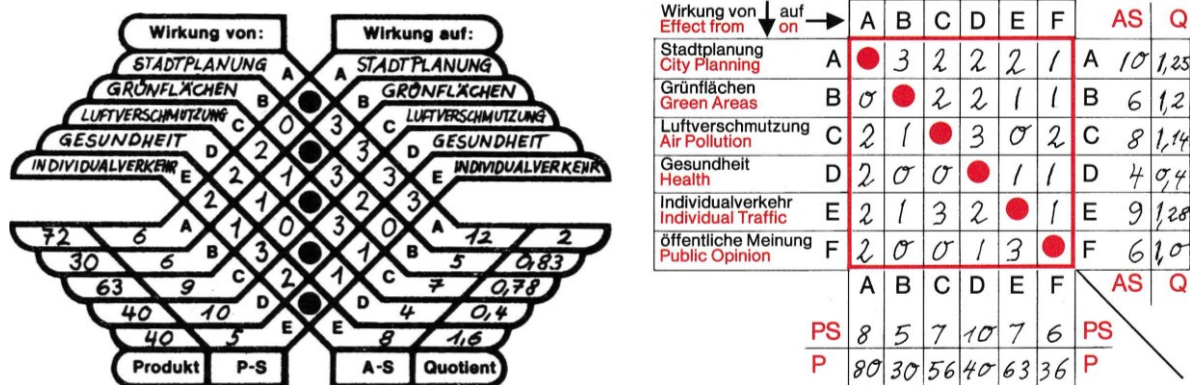 Wirkung von: Wirkung auf:
STADTPLANUNG A A STADTPLANUNG
GRÜNFLÄCHEN B B GRÜNFLÄCHEN
LUFTVERSCHMUTZUNG C 0 3 C LUFTVERSCHMUTZUNG
GESUNDHEIT D 2 3 D GESUNDHEIT
INDIVIDUALVERKEHR E 2 1 3 3 E INDIVIDUALVERKEHR
2 1 2 3
72 6 A 1 0 3 0 A 12 2
30 6 B 3 1 B 5 0,83
63 9 C 2 1 C 7 0,78
40 10 D D 4 0,4
40 5 E E 8 1,6
Produkt P-S A-S Quotient
Wirkung von auf
Effect from on
A B C D E F AS Q
Stadtplanung
City Planning A 3 2 2 2 1 A 10 1,25
Grünflächen
Green Areas B 0 2 2 1 1 B 6 1,2
Luftverschmutzung
Air Pollution C 2 1 3 0 2 C 8 1,14
Gesundheit
Health D 2 0 0 1 1 D 4 0,4
Individualverkehr
Individual Traffic E 2 1 3 2 1 E 9 1,28
öffentliche Meinung
Public Opinion F 2 0 0 1 3 F 6 1,0
A B C D E F AS Q
PS 8 5 7 10 7 6 PS
P 80 30 56 40 63 36 P